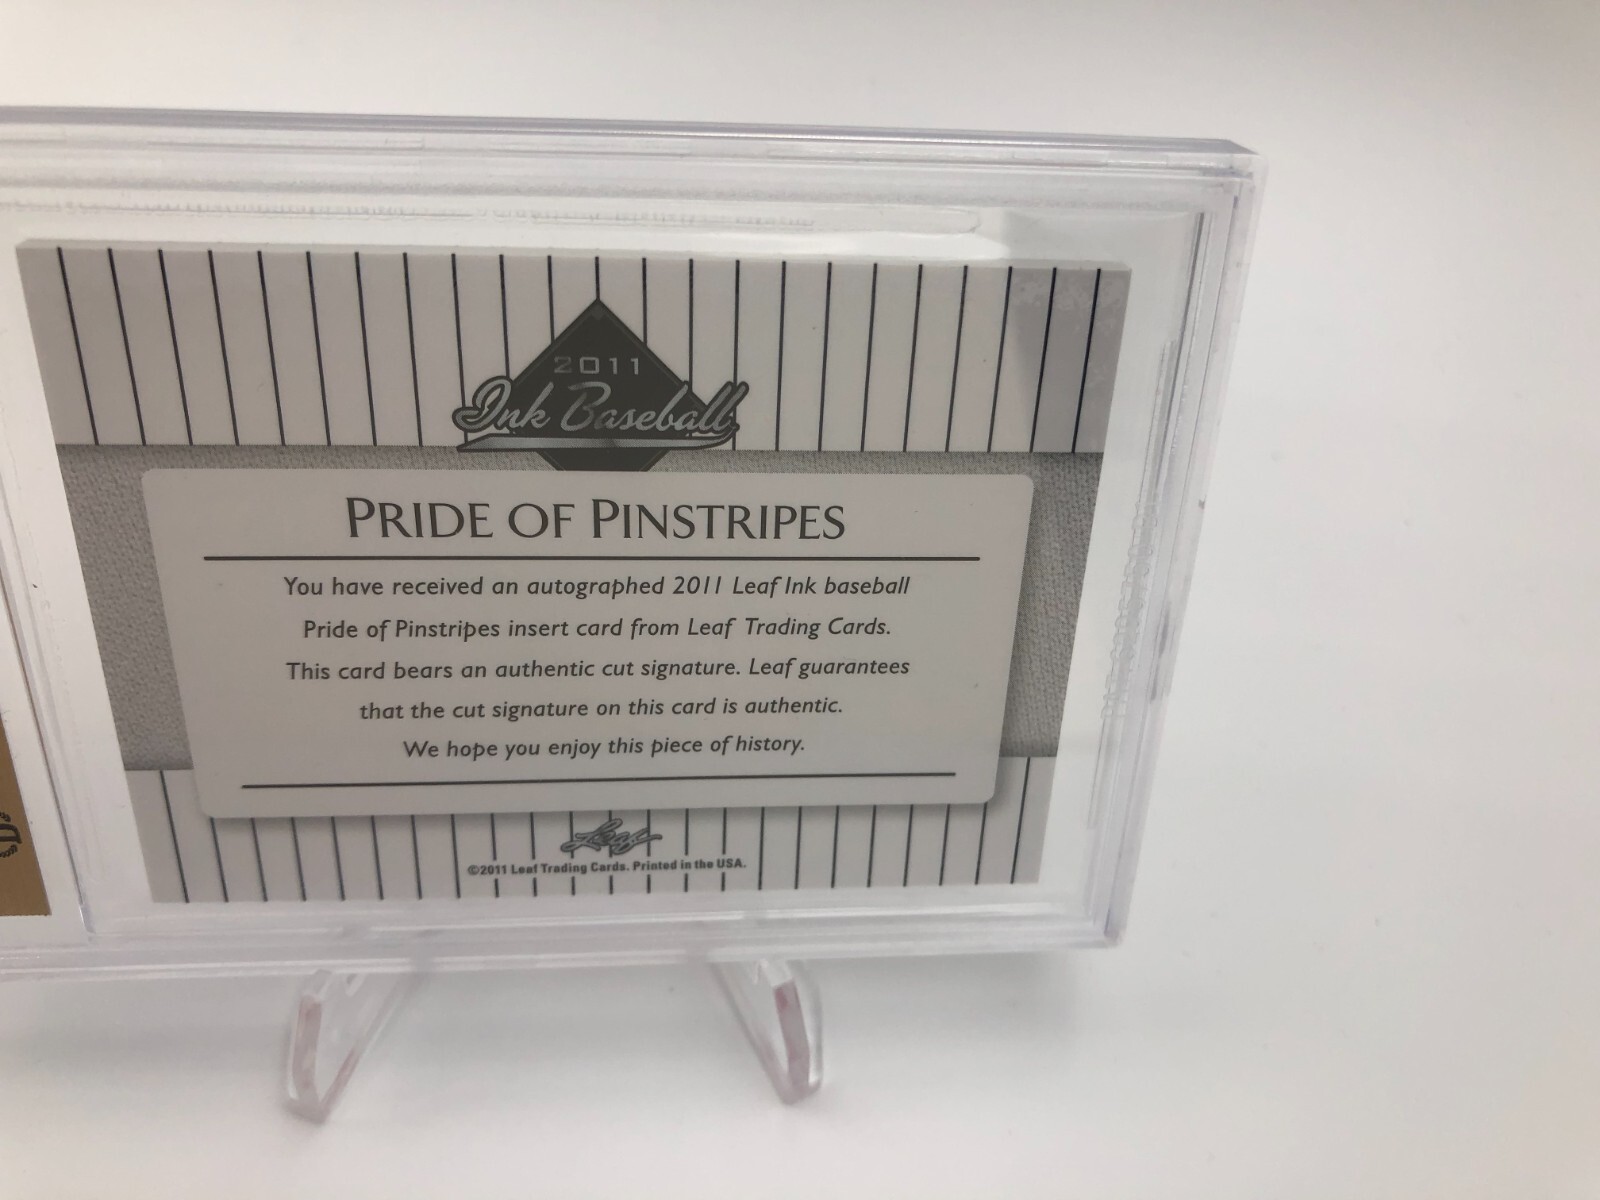 2011
Ink Baseball
PRIDE OF PINSTRIPES
You have received an autographed 2011 Leaf Ink baseball
Pride of Pinstripes insert card from Leaf Trading Cards.
This card bears an authentic cut signature. Leaf guarantees
that the cut signature on this card is authentic.
We hope you enjoy this piece of history.
Leaf
©2011 Leaf Trading Cards. Printed in the USA.